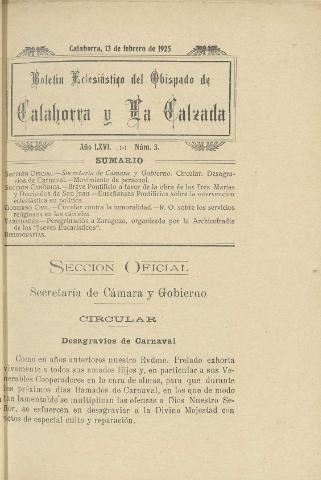 Calahorra, 13 de febrero de 1925
Boletín Eclesiástico del Obispado de
Calahorra y La Calzada
Año LXVI. :-: Núm. 3.
SUMARIO
SECCIÓN OFICIAL.—Secretaría de Cámara y Gobierno. Circular. Desagra-
vios de Carnaval.—Movimiento de personal.
SECCIÓN CANÓNICA.—Breve Pontificio a favor de la obra de las Tres Marías
y Discípulos de San Juan.—Enseñanzas Pontificias sobre la intervención
eclesiástica en política.
GOBIERNO CIVIL.—Circular contra la inmoralidad.—R. O. sobre los servicios
religiosos en las cárceles.
VARIEDADES.—Peregrinación a Zaragoza, organizada por la Archicofradía
de los "Jueves Eucarísticos".
BIBLIOGRAFÍAS.
SECCIÓN OFICIAL
Secretaría de Cámara y Gobierno
CIRCULAR
Desagravios de Carnaval
Como en años anteriores nuestro Rvdmo. Prelado exhorta
vivamente a todos sus amados Hijos y, en particular a sus Ve-
nerables Cooperadores en la cura de almas, para que durante
los próximos días llamados de Carnaval, en los que de modo
tan lamentable se multiplican las ofensas a Dios Nuestro Se-
ñor, se esfuercen en desagraviar a la Divina Majestad con
actos de especial culto y reparación.